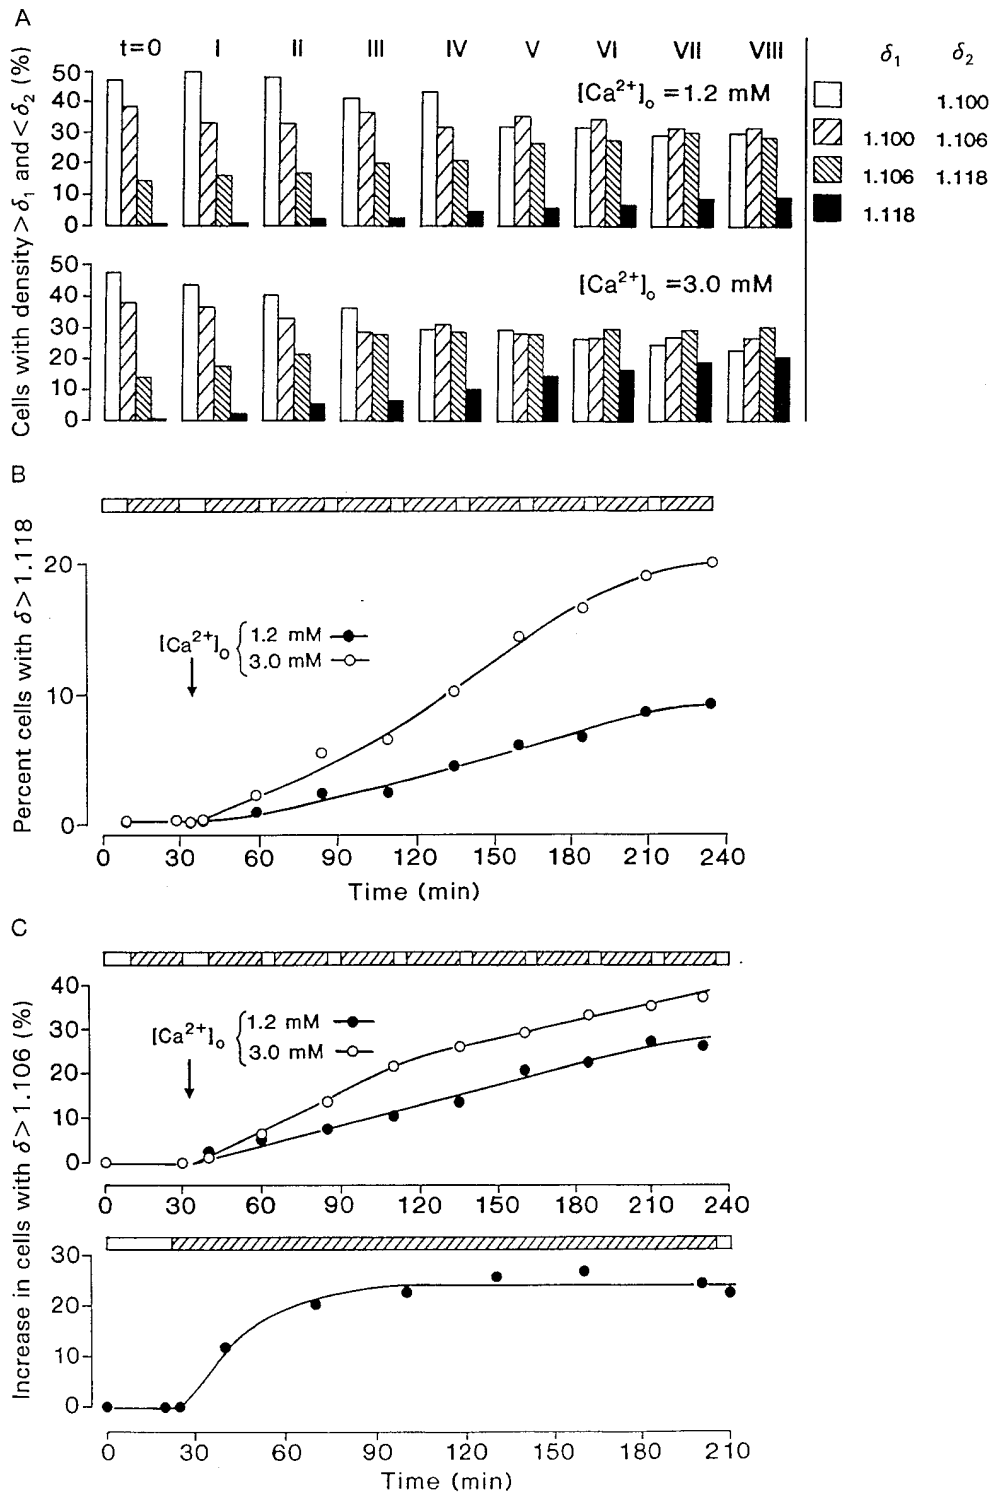 A
t=0 I II III IV V VI VII VIII
Cells with density > δ1 and < δ2 (%)
50
40
30
20
10
0
[Ca2+]o = 1.2 mM
50
40
30
20
10
0
[Ca2+]o = 3.0 mM
δ1 δ2
1.100
1.100 1.106
1.106 1.118
1.118
B
Percent cells with δ > 1.118
20
10
0
[Ca2+]o { 1.2 mM
3.0 mM
0 30 60 90 120 150 180 210 240
Time (min)
C
Increase in cells with δ > 1.106 (%)
40
30
20
10
0
[Ca2+]o { 1.2 mM
3.0 mM
0 30 60 90 120 150 180 210 240
30
20
10
0
0 30 60 90 120 150 180 210
Time (min)